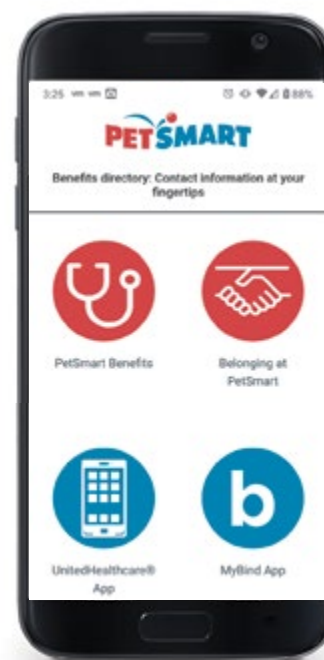 3:25
88%
PETSMART
Benefits directory: Contact information at your
fingertips
PetSmart Benefits
Belonging at
PetSmart
UnitedHealthcare®
App
b
MyBind App